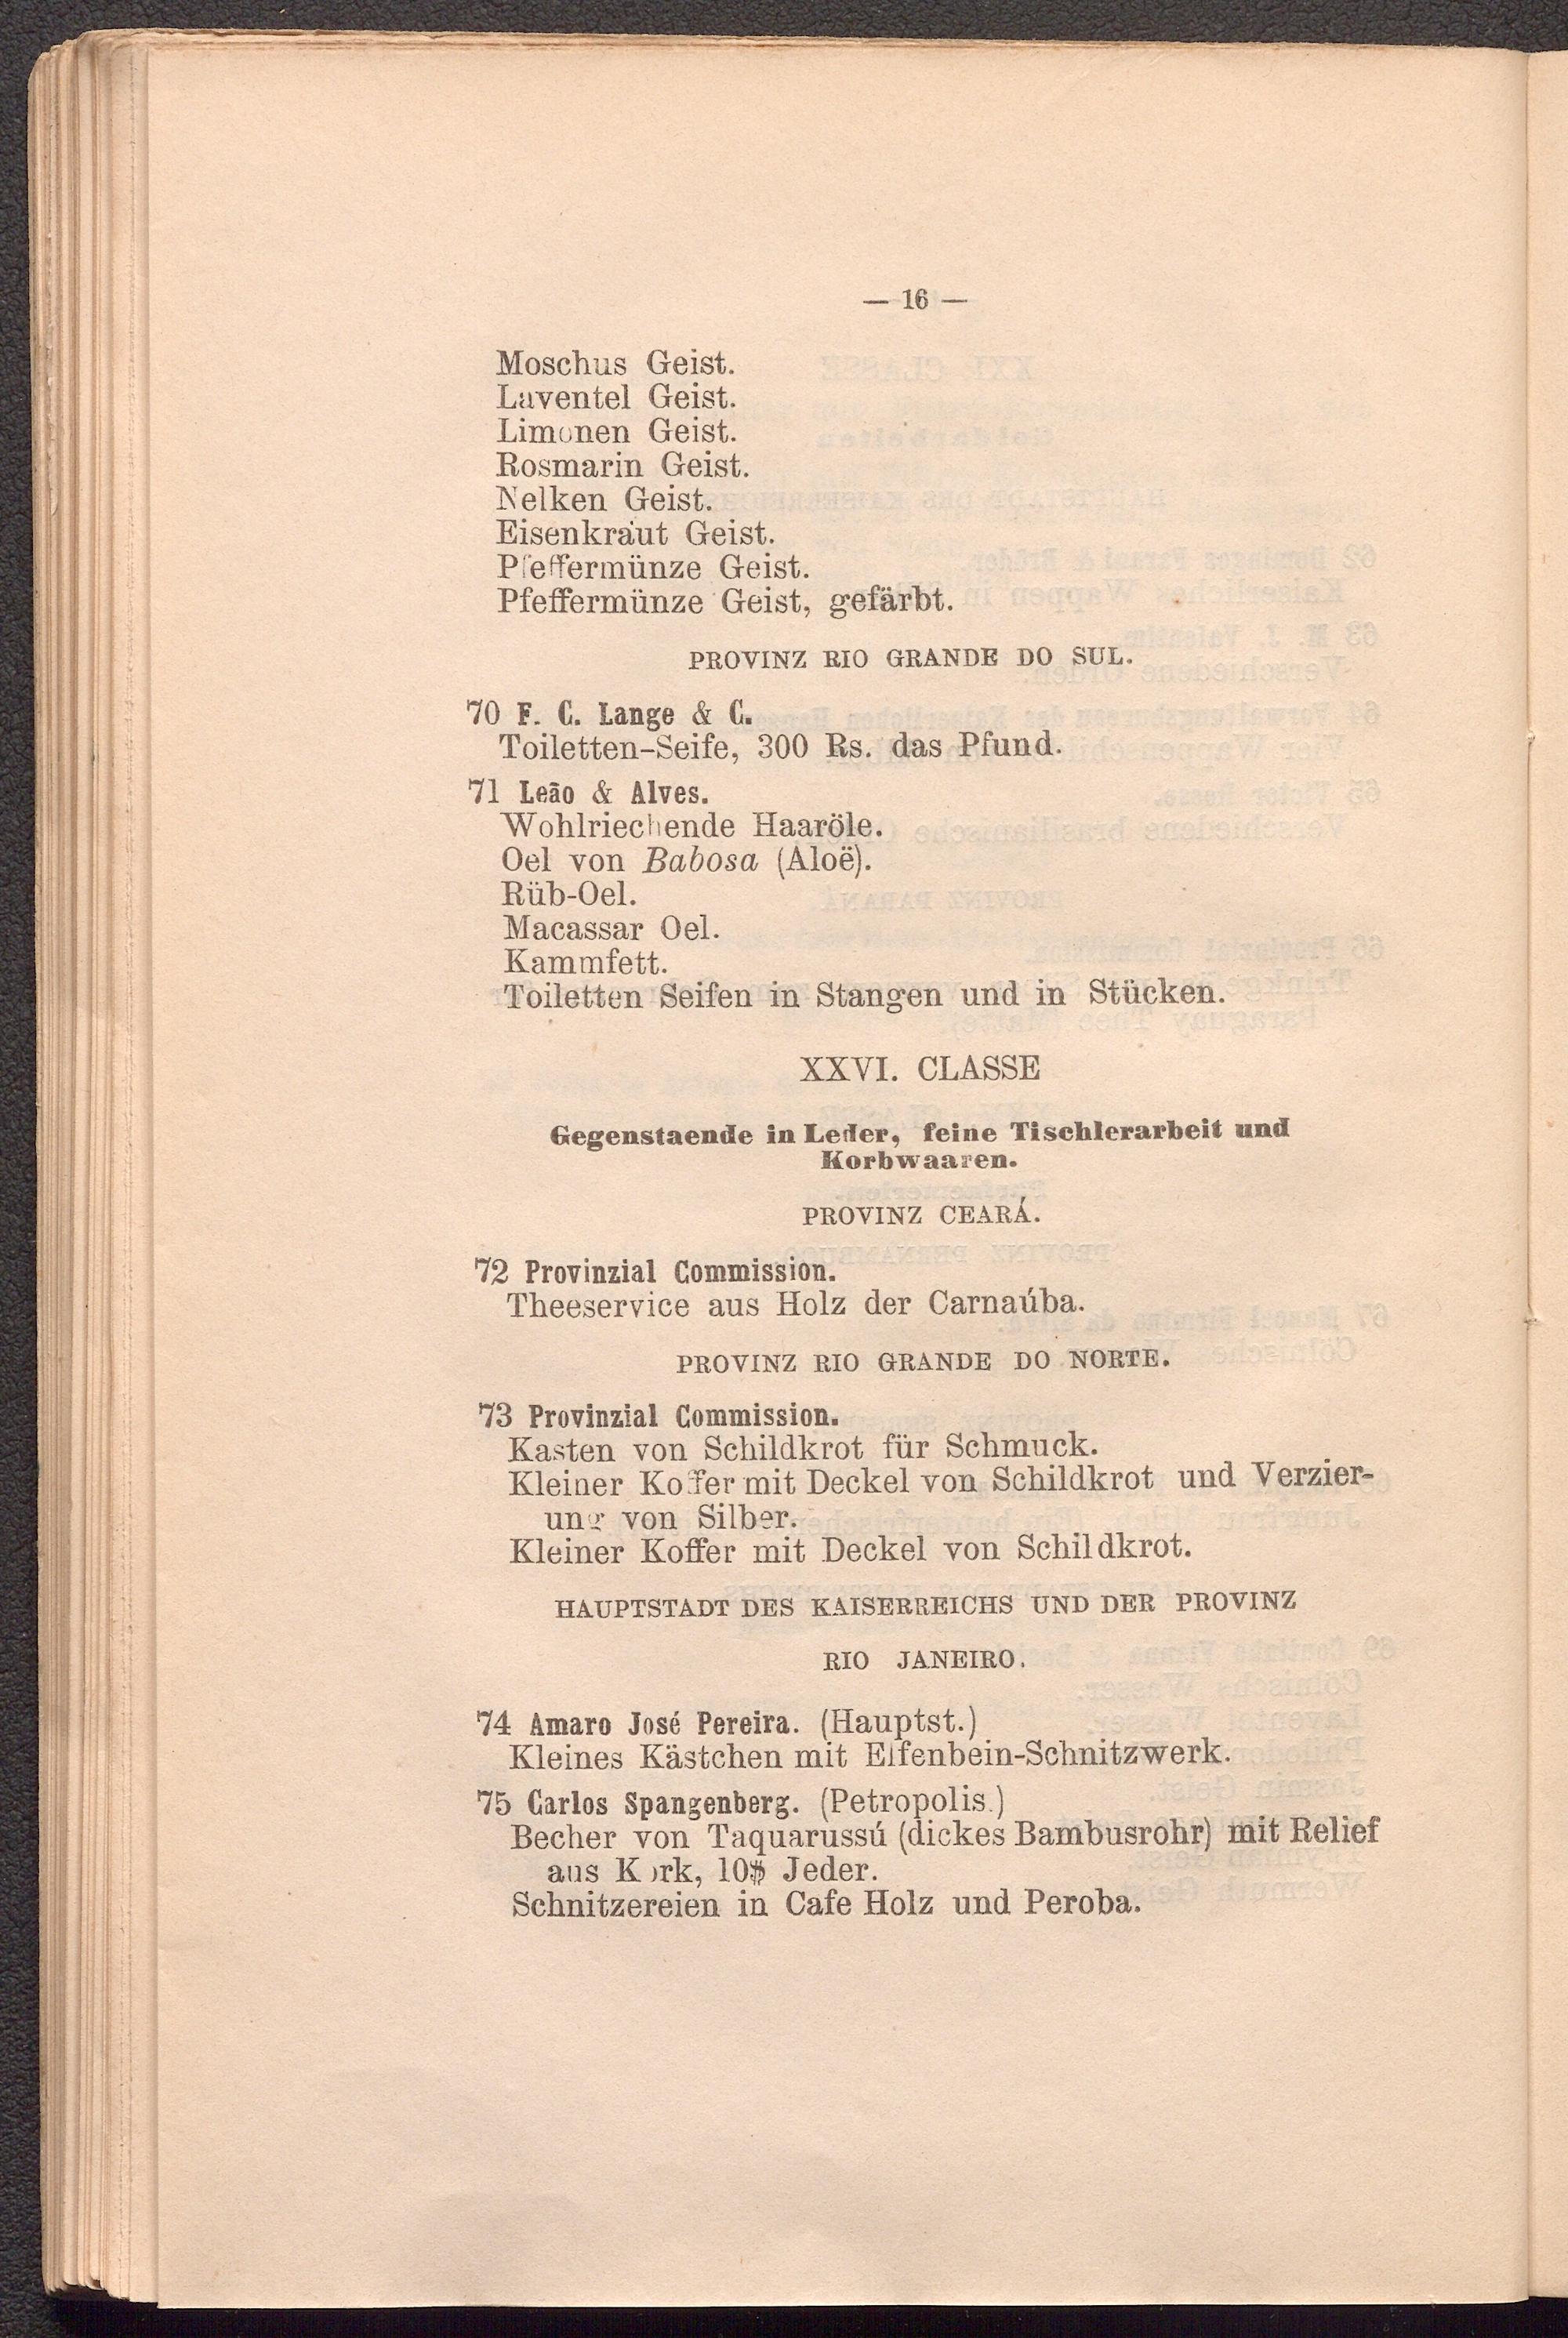 — 16 —
Moschus Geist.
Laventel Geist.
Limonen Geist.
Rosmarin Geist.
Nelken Geist.
Eisenkraut Geist.
Pfeffermünze Geist.
Pfeffermünze Geist, gefärbt.
PROVINZ RIO GRANDE DO SUL.
70 F. C. Lange & C.
Toiletten-Seife, 300 Rs. das Pfund.
71 Leão & Alves.
Wohlriechende Haaröle.
Oel von Babosa (Aloë).
Rüb-Oel.
Macassar Oel.
Kammfett.
Toiletten Seifen in Stangen und in Stücken.
XXVI. CLASSE
Gegenstaende in Leder, feine Tischlerarbeit und
Korbwaaren.
PROVINZ CEARÁ.
72 Provinzial Commission.
Theeservice aus Holz der Carnaúba.
PROVINZ RIO GRANDE DO NORTE.
73 Provinzial Commission.
Kasten von Schildkrot für Schmuck.
Kleiner Koffer mit Deckel von Schildkrot und Verzier-
ung von Silber.
Kleiner Koffer mit Deckel von Schildkrot.
HAUPTSTADT DES KAISERREICHS UND DER PROVINZ
RIO JANEIRO.
74 Amaro José Pereira. (Hauptst.)
Kleines Kästchen mit Elfenbein-Schnitzwerk.
75 Carlos Spangenberg. (Petropolis.)
Becher von Taquarussú (dickes Bambusrohr) mit Relief
aus Kork, 10$ Jeder.
Schnitzereien in Cafe Holz und Peroba.